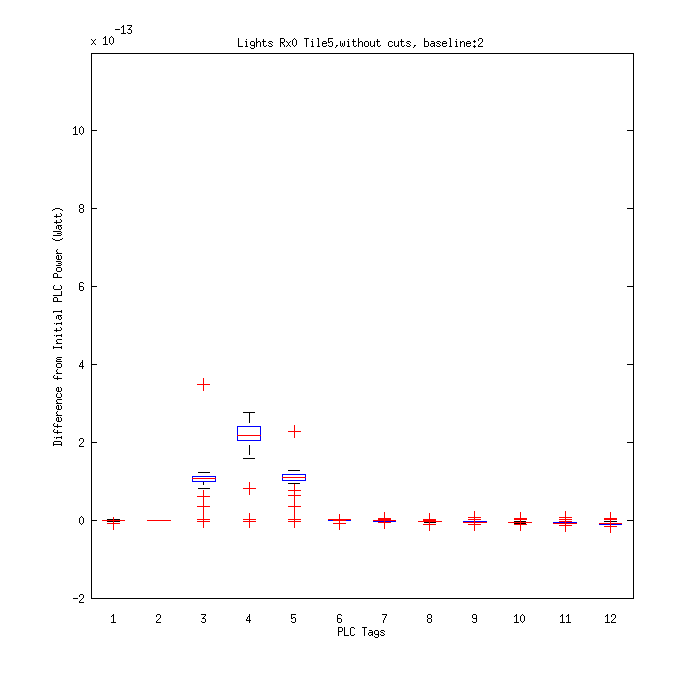 x 10-13
Lights Rx0 Tile5,without cuts, baseline:2
Difference from Initial PLC Power (Watt)
10
8
6
4
2
0
-2
1 2 3 4 5 6 7 8 9 10 11 12
PLC Tags